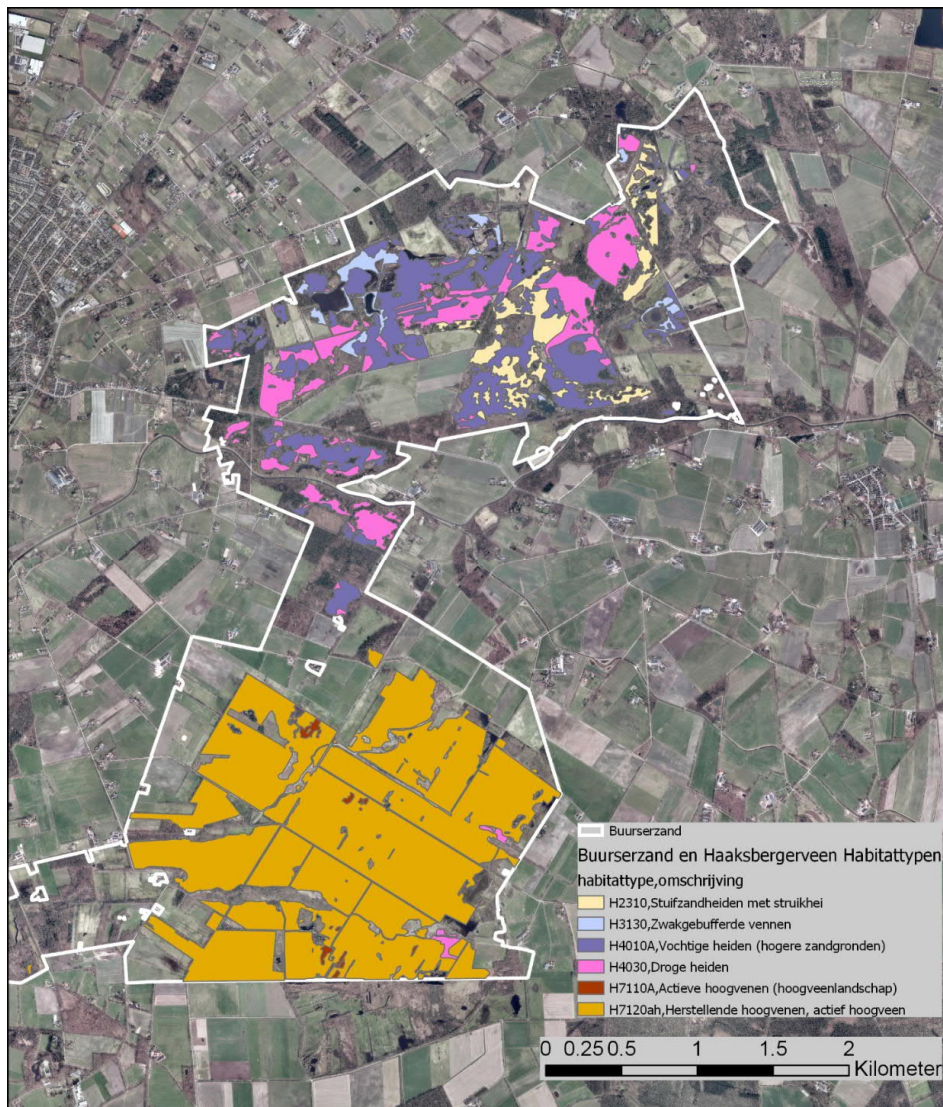 Buurserzand
Buurserzand en Haaksbergerveen Habitattypen
habitattype,omschrijving
H2310,Stuifzandheiden met struikhei
H3130,Zwakgebufferde vennen
H4010A,Vochtige heiden (hogere zandgronden)
H4030,Droge heiden
H7110A,Actieve hoogvenen (hoogveenlandschap)
H7120ah,Herstellende hoogvenen, actief hoogveen
0 0.25 0.5 1 1.5 2
Kilometer